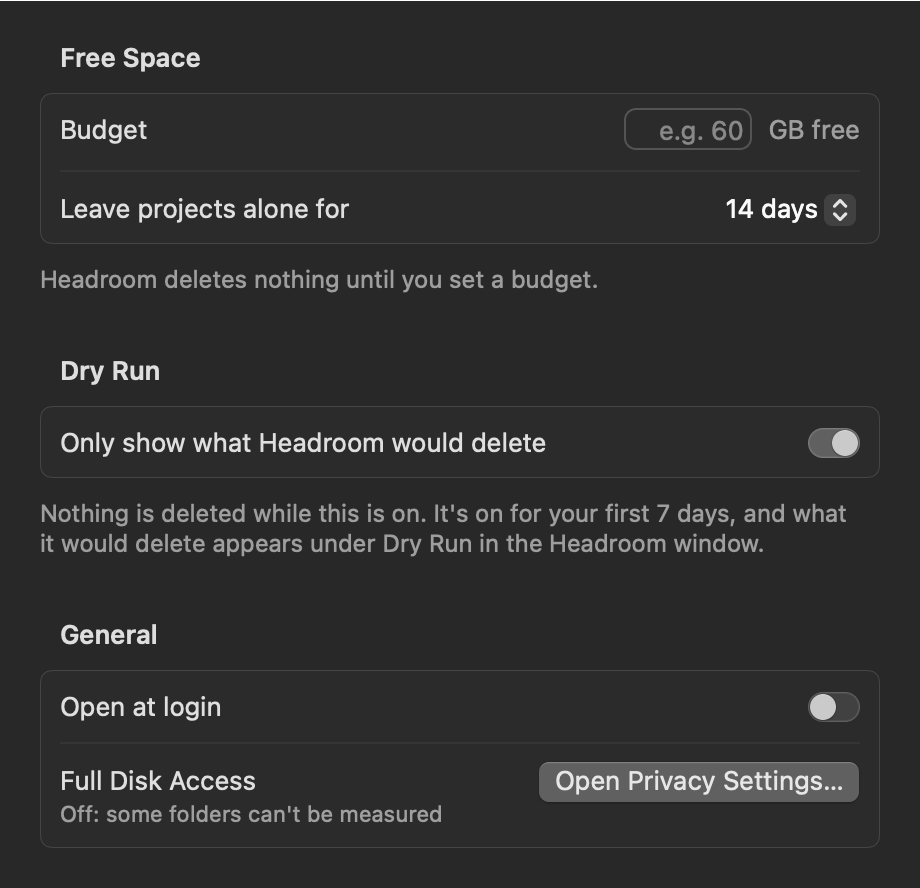 Free Space
Budget e.g. 60 GB free
Leave projects alone for 14 days
Headroom deletes nothing until you set a budget.
Dry Run
Only show what Headroom would delete
Nothing is deleted while this is on. It's on for your first 7 days, and what
it would delete appears under Dry Run in the Headroom window.
General
Open at login
Full Disk Access Open Privacy Settings...
Off: some folders can't be measured